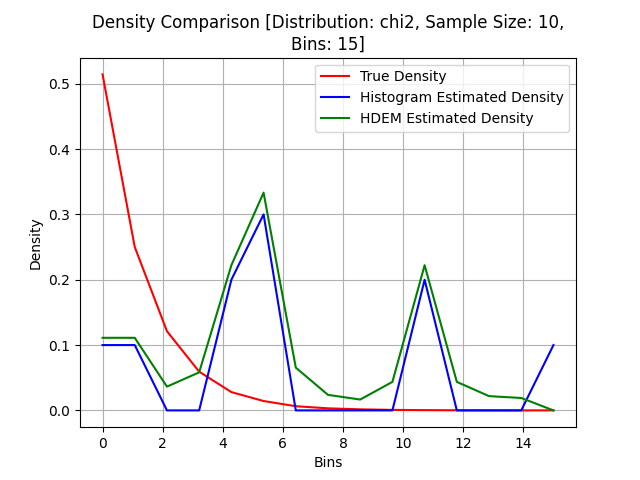 Density Comparison [Distribution: chi2, Sample Size: 10,
Bins: 15]
True Density
Histogram Estimated Density
HDEM Estimated Density
Density
0.5
0.4
0.3
0.2
0.1
0.0
0 2 4 6 8 10 12 14
Bins